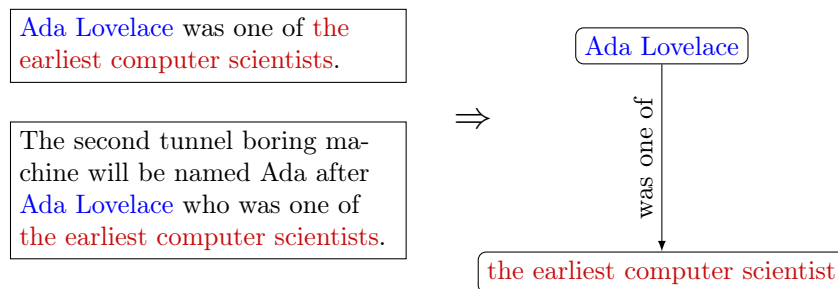 Ada Lovelace was one of the
earliest computer scientists.
The second tunnel boring ma-
chine will be named Ada after
Ada Lovelace who was one of
the earliest computer scientists.
⇒
Ada Lovelace
was one of
the earliest computer scientist